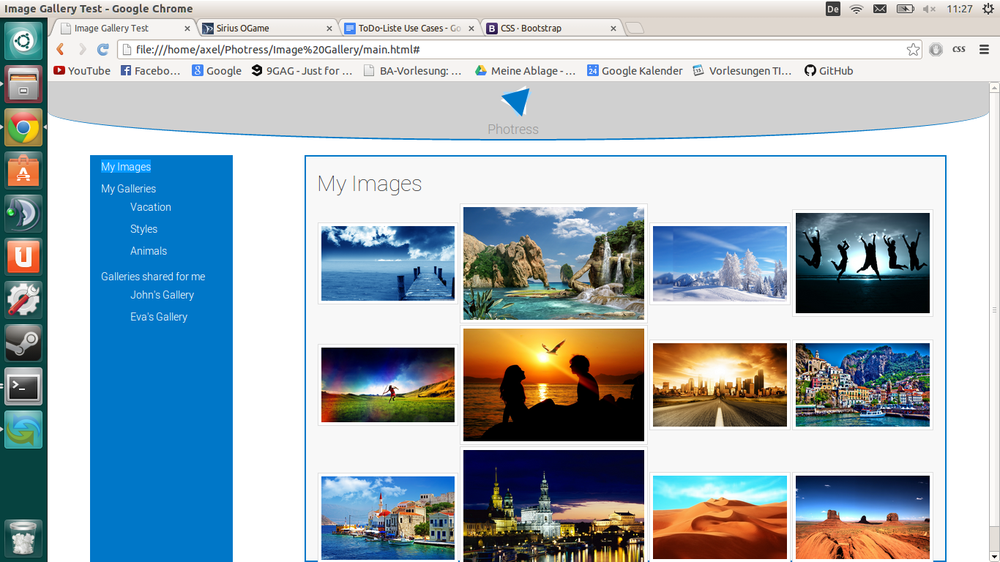 Image Gallery Test - Google Chrome
De
11:27
Image Gallery Test
Sirius OGame
ToDo-Liste Use Cases - Go
CSS · Bootstrap
file:///home/axel/Photress/Image%20Gallery/main.html#
css
YouTube
Facebo...
Google
9GAG - Just for ...
BA-Vorlesung: ...
Meine Ablage - ...
24
Google Kalender
Vorlesungen TI...
GitHub
Photress
My Images
My Galleries
Vacation
Styles
Animals
Galleries shared for me
John's Gallery
Eva's Gallery
My Images